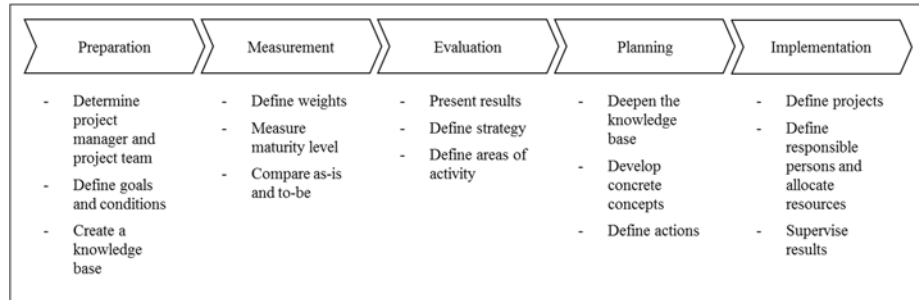 Preparation
Measurement
Evaluation
Planning
Implementation
- Determine
project
manager and
project team
- Define goals
and conditions
- Create a
knowledge
base
- Define weights
- Measure
maturity level
- Compare as-is
and to-be
- Present results
- Define strategy
- Define areas of
activity
- Deepen the
knowledge
base
- Develop
concrete
concepts
- Define actions
- Define projects
- Define
responsible
persons and
allocate
resources
- Supervise
results